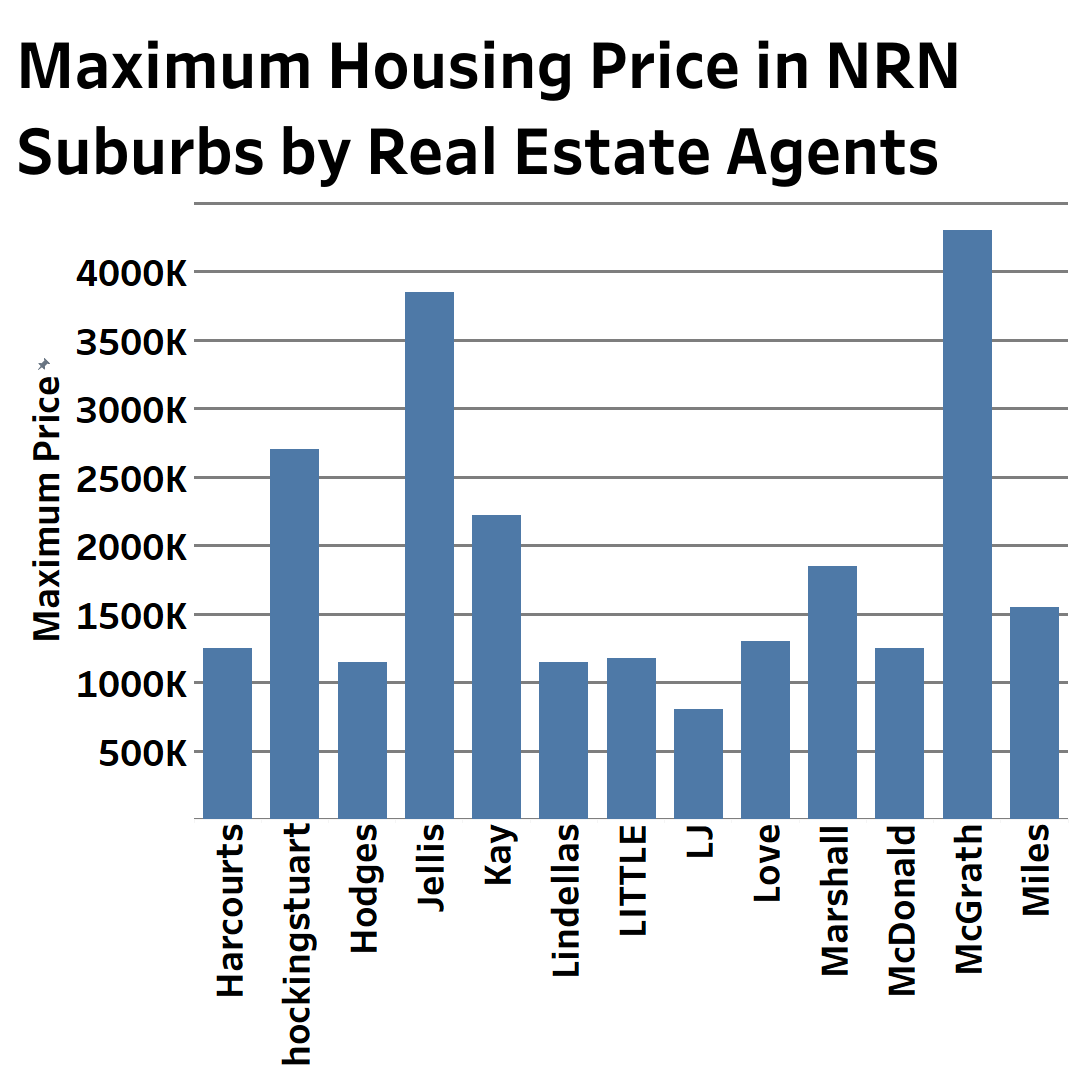 Maximum Housing Price in NRN
Suburbs by Real Estate Agents
Maximum Price
4000K
3500K
3000K
2500K
2000K
1500K
1000K
500K
Harcourts
hockingstuart
Hodges
Jellis
Kay
Lindellas
LITTLE
LJ
Love
Marshall
McDonald
McGrath
Miles